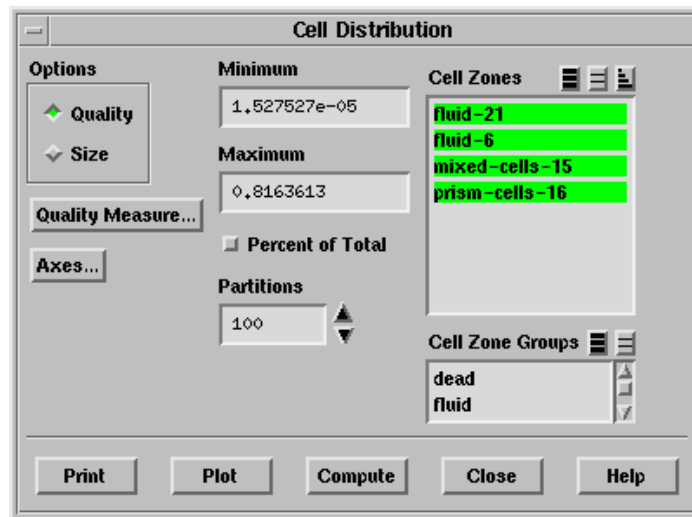 Cell Distribution
Options
Quality
Size
Quality Measure...
Axes...
Minimum
1.527527e-05
Maximum
0.8163613
Percent of Total
Partitions
100
Cell Zones
fluid-21
fluid-6
mixed-cells-15
prism-cells-16
Cell Zone Groups
dead
fluid
Print
Plot
Compute
Close
Help